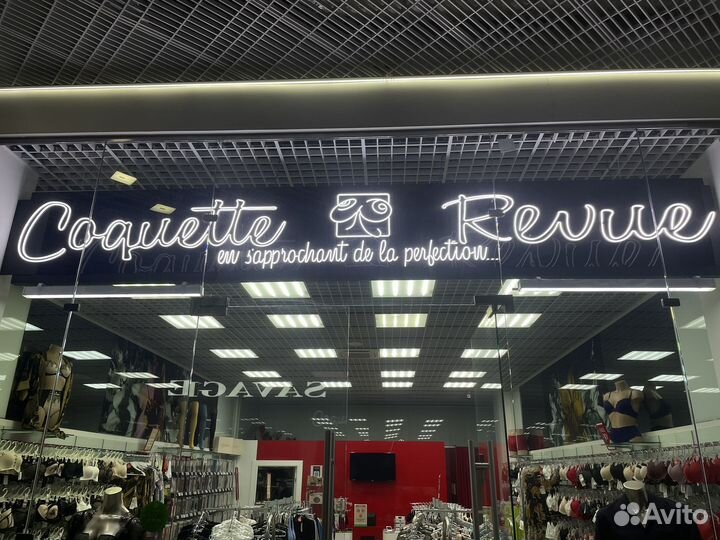 Coquette Revue
en s'approchant de la perfection...
SAVAGE
Avito